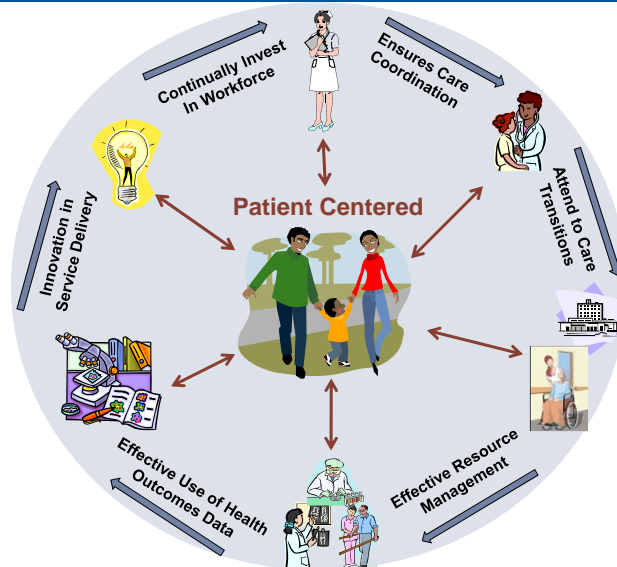 Continually Invest
In Workforce
Ensures Care
Coordination
Attend to Care
Transitions
Patient Centered
Innovation in
Service Delivery
Effective Resource
Management
Effective Use of Health
Outcomes Data